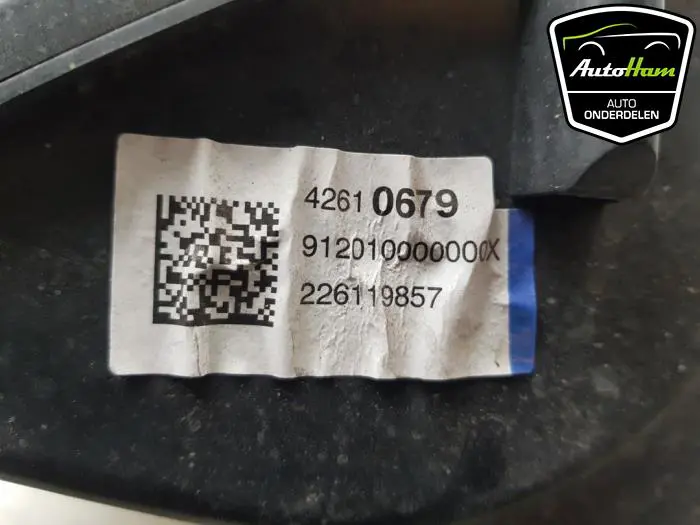 AutoHam
AUTO
ONDERDELEN
4261 0679
912010000000X
226119857